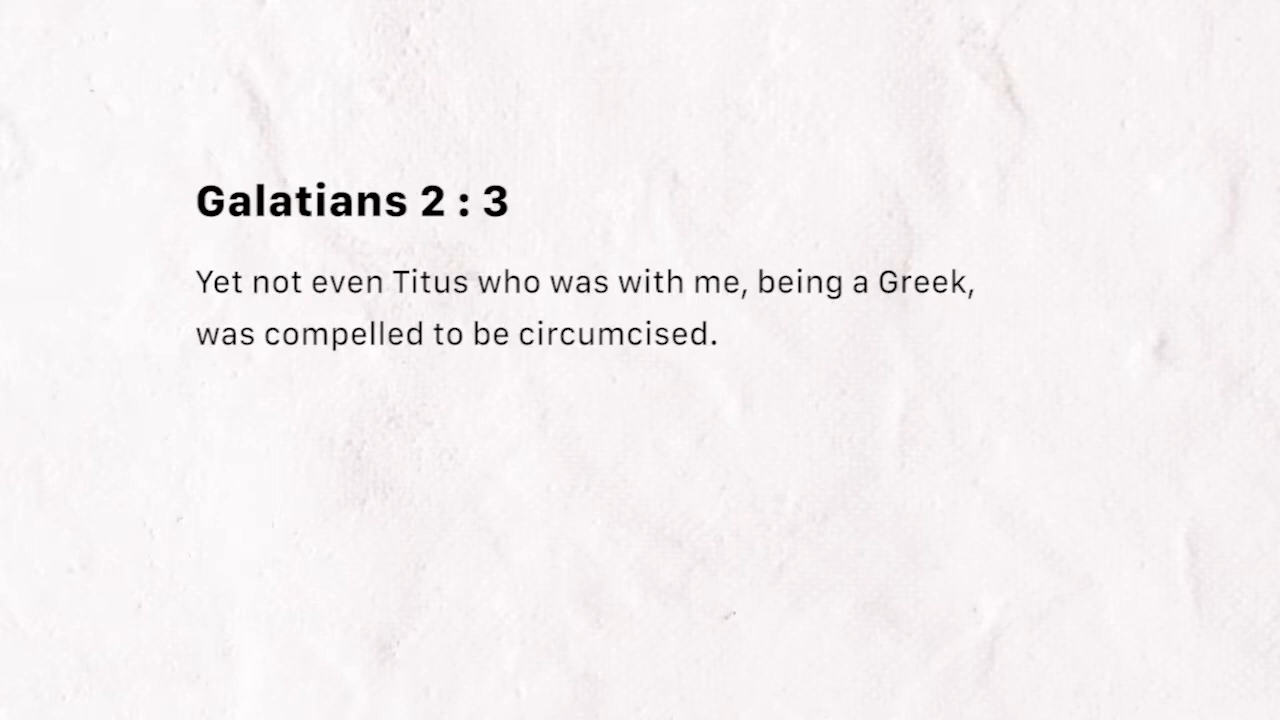 Galatians 2 : 3
Yet not even Titus who was with me, being a Greek,
was compelled to be circumcised.